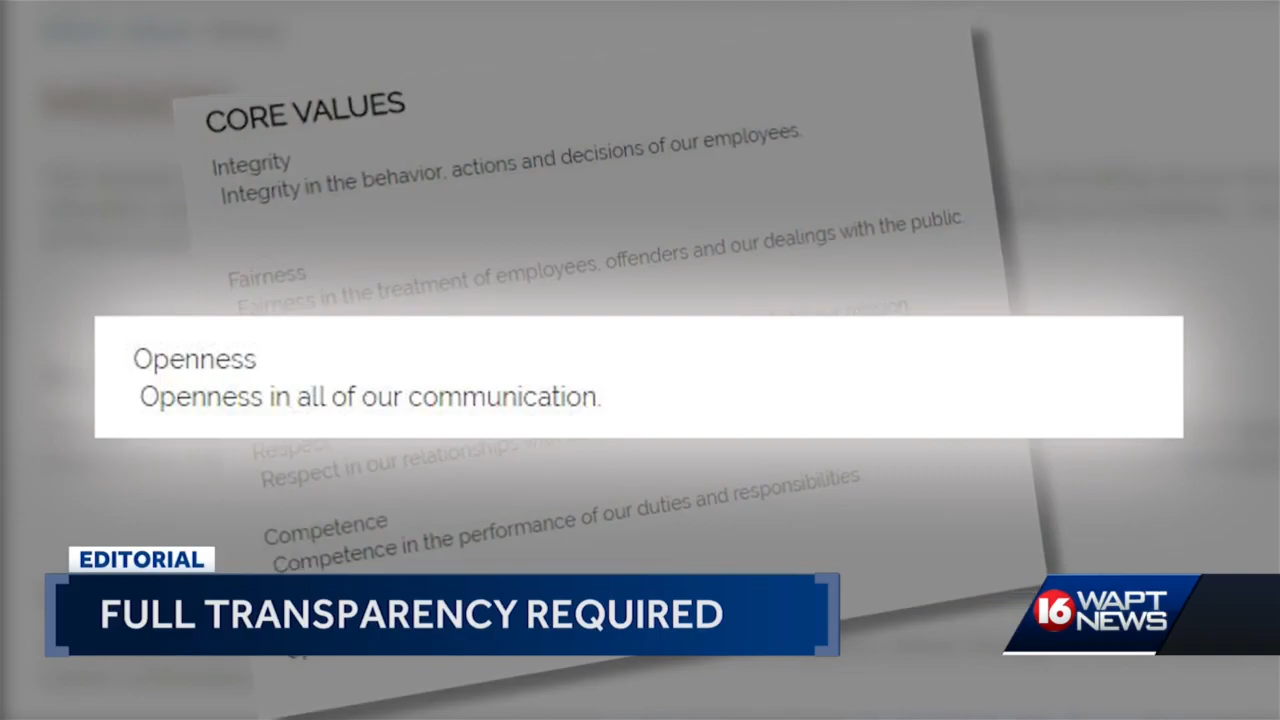 CORE VALUES
Integrity
Integrity in the behavior, actions and decisions of our employees.
Fairness
Fairness in the treatment of employees, offenders and our dealings with the public.
Openness
Openness in all of our communication.
Respect
Respect in our relationships
Competence
Competence in the performance of our duties and responsibilities
EDITORIAL
FULL TRANSPARENCY REQUIRED
16 WAPT
NEWS